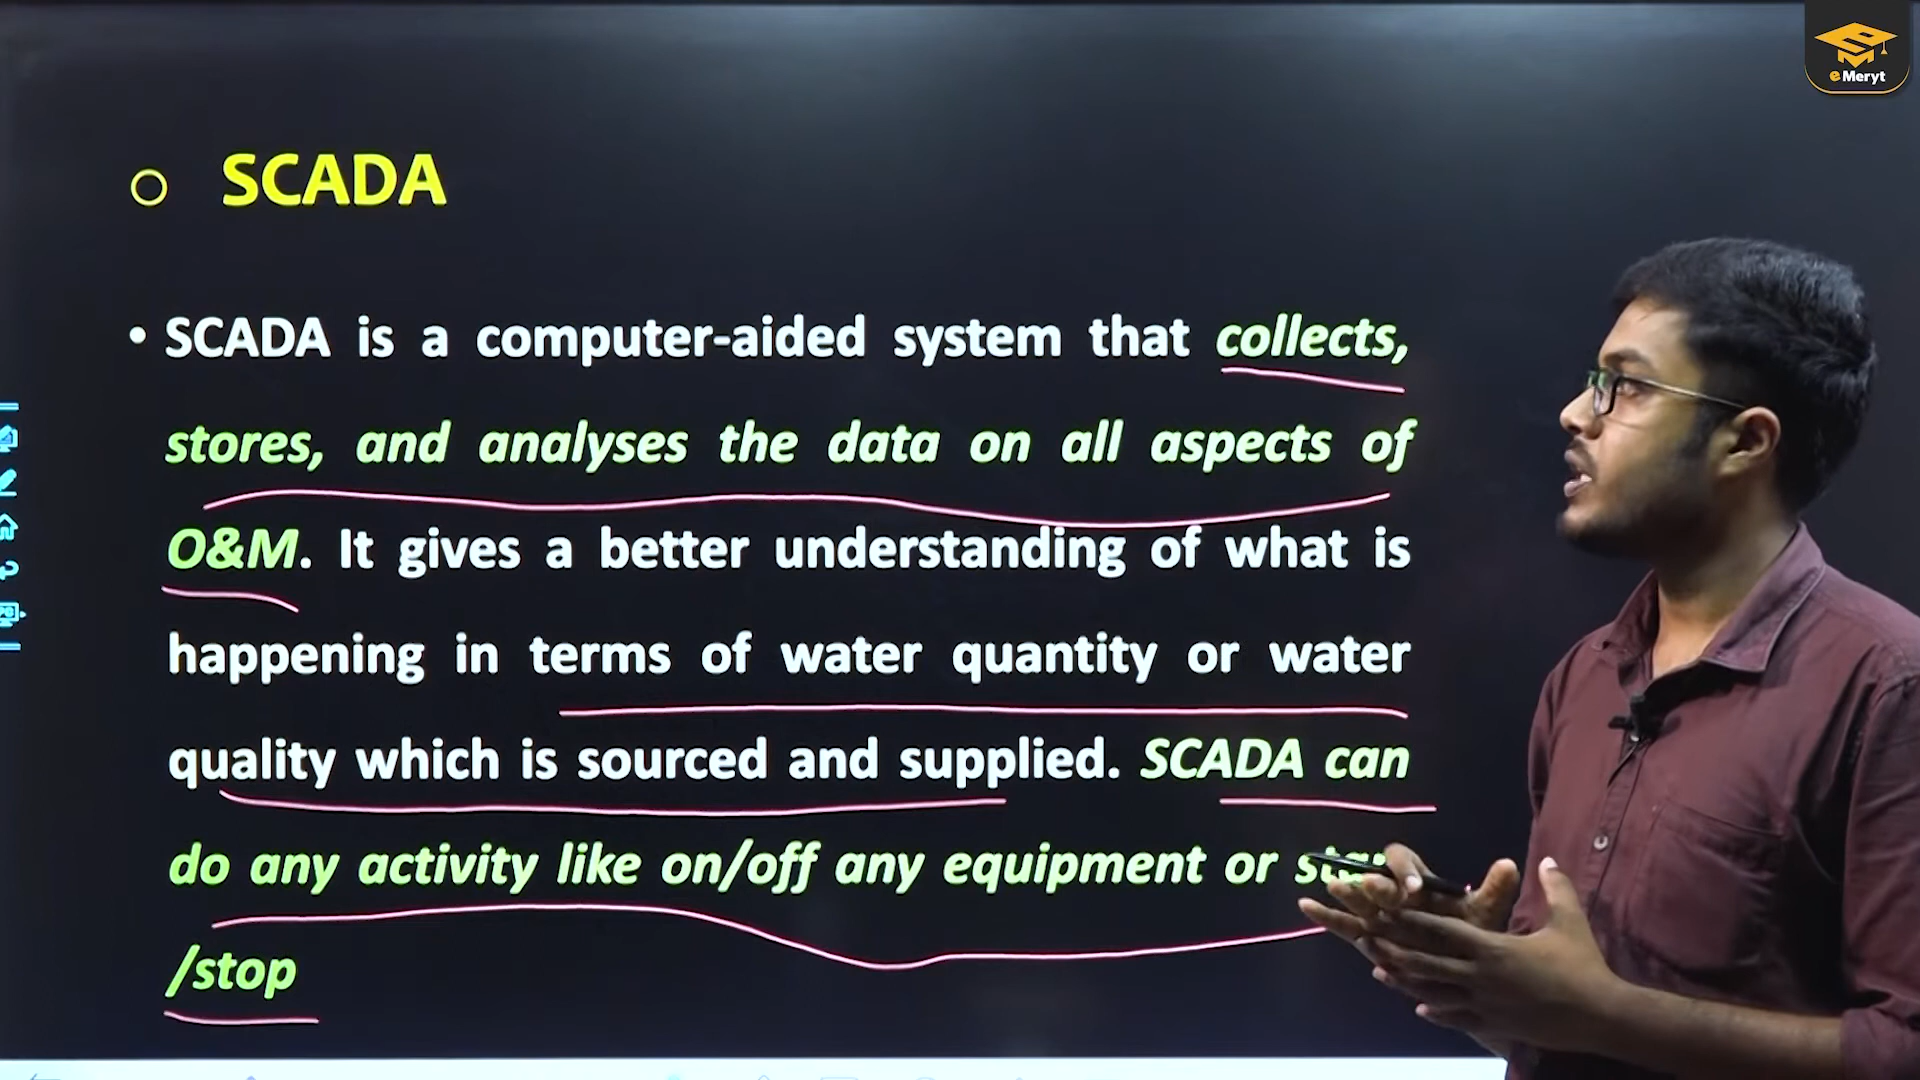 eMeryt
SCADA
• SCADA is a computer-aided system that collects,
stores, and analyses the data on all aspects of
O&M. It gives a better understanding of what is
happening in terms of water quantity or water
quality which is sourced and supplied. SCADA can
do any activity like on/off any equipment or
/stop